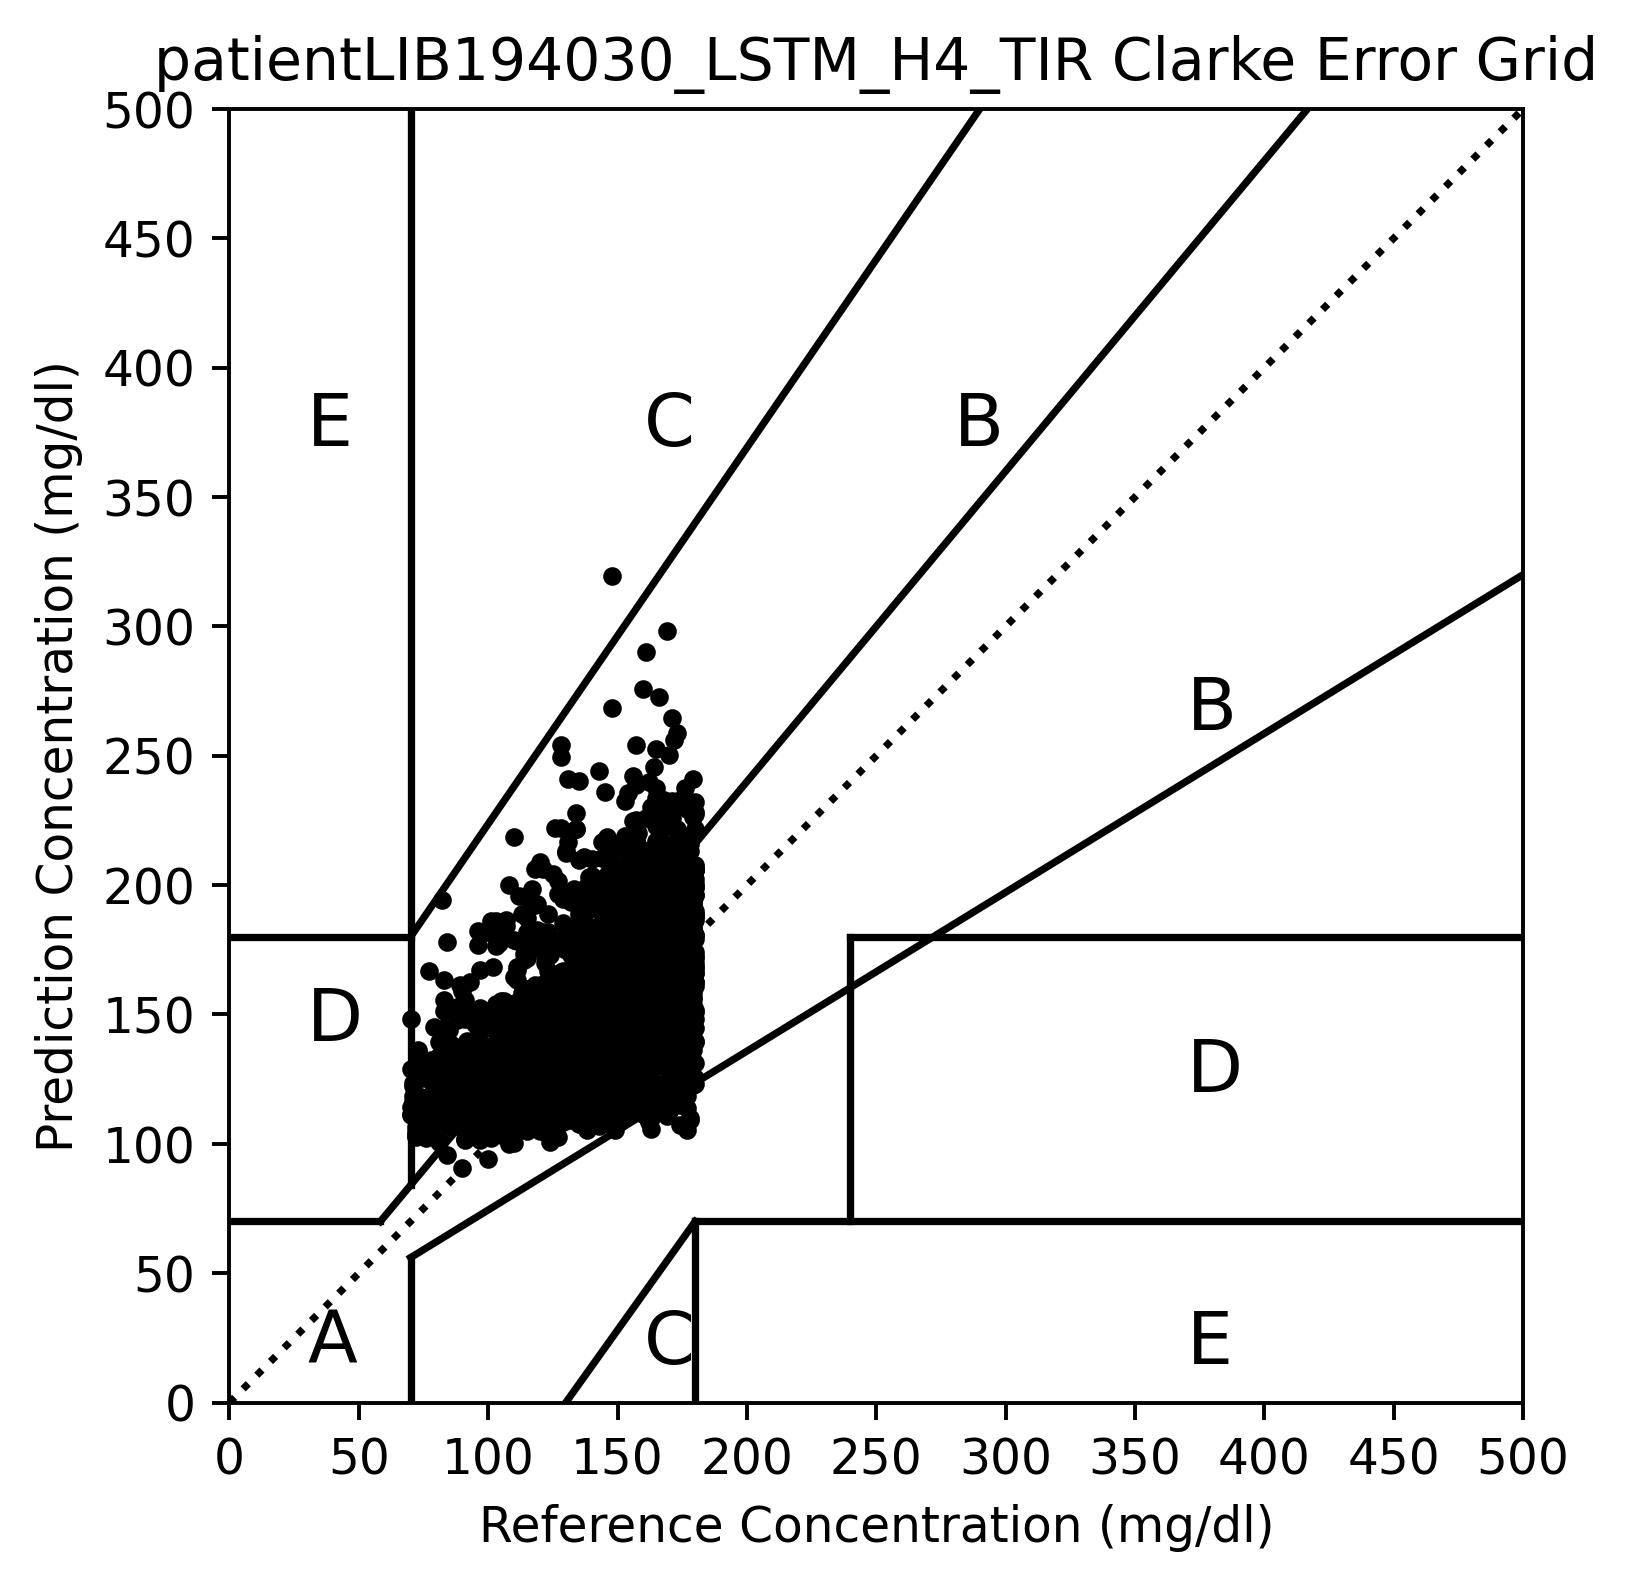 patientLIB194030_LSTM_H4_TIR Clarke Error Grid
500
450
400
350
300
250
200
150
100
50
0
Prediction Concentration (mg/dl)
E
C
B
B
D
D
A
C
E
0 50 100 150 200 250 300 350 400 450 500
Reference Concentration (mg/dl)